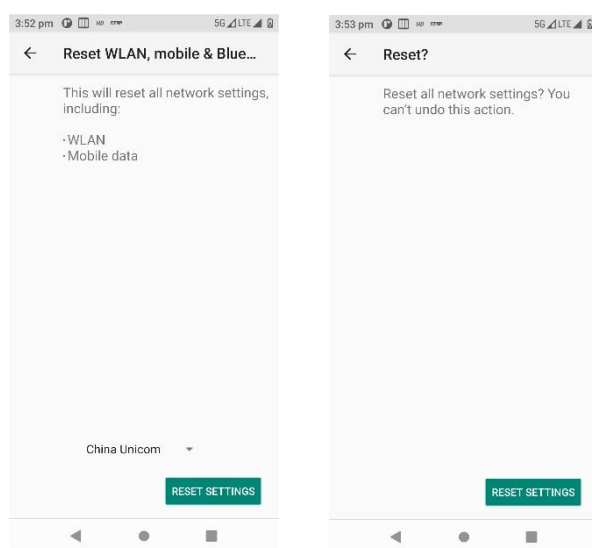 3:52 pm HD 5G LTE
Reset WLAN, mobile & Blue...
This will reset all network settings,
including:
·WLAN
·Mobile data
China Unicom
RESET SETTINGS
3:53 pm HD 5G LTE
Reset?
Reset all network settings? You
can't undo this action.
RESET SETTINGS